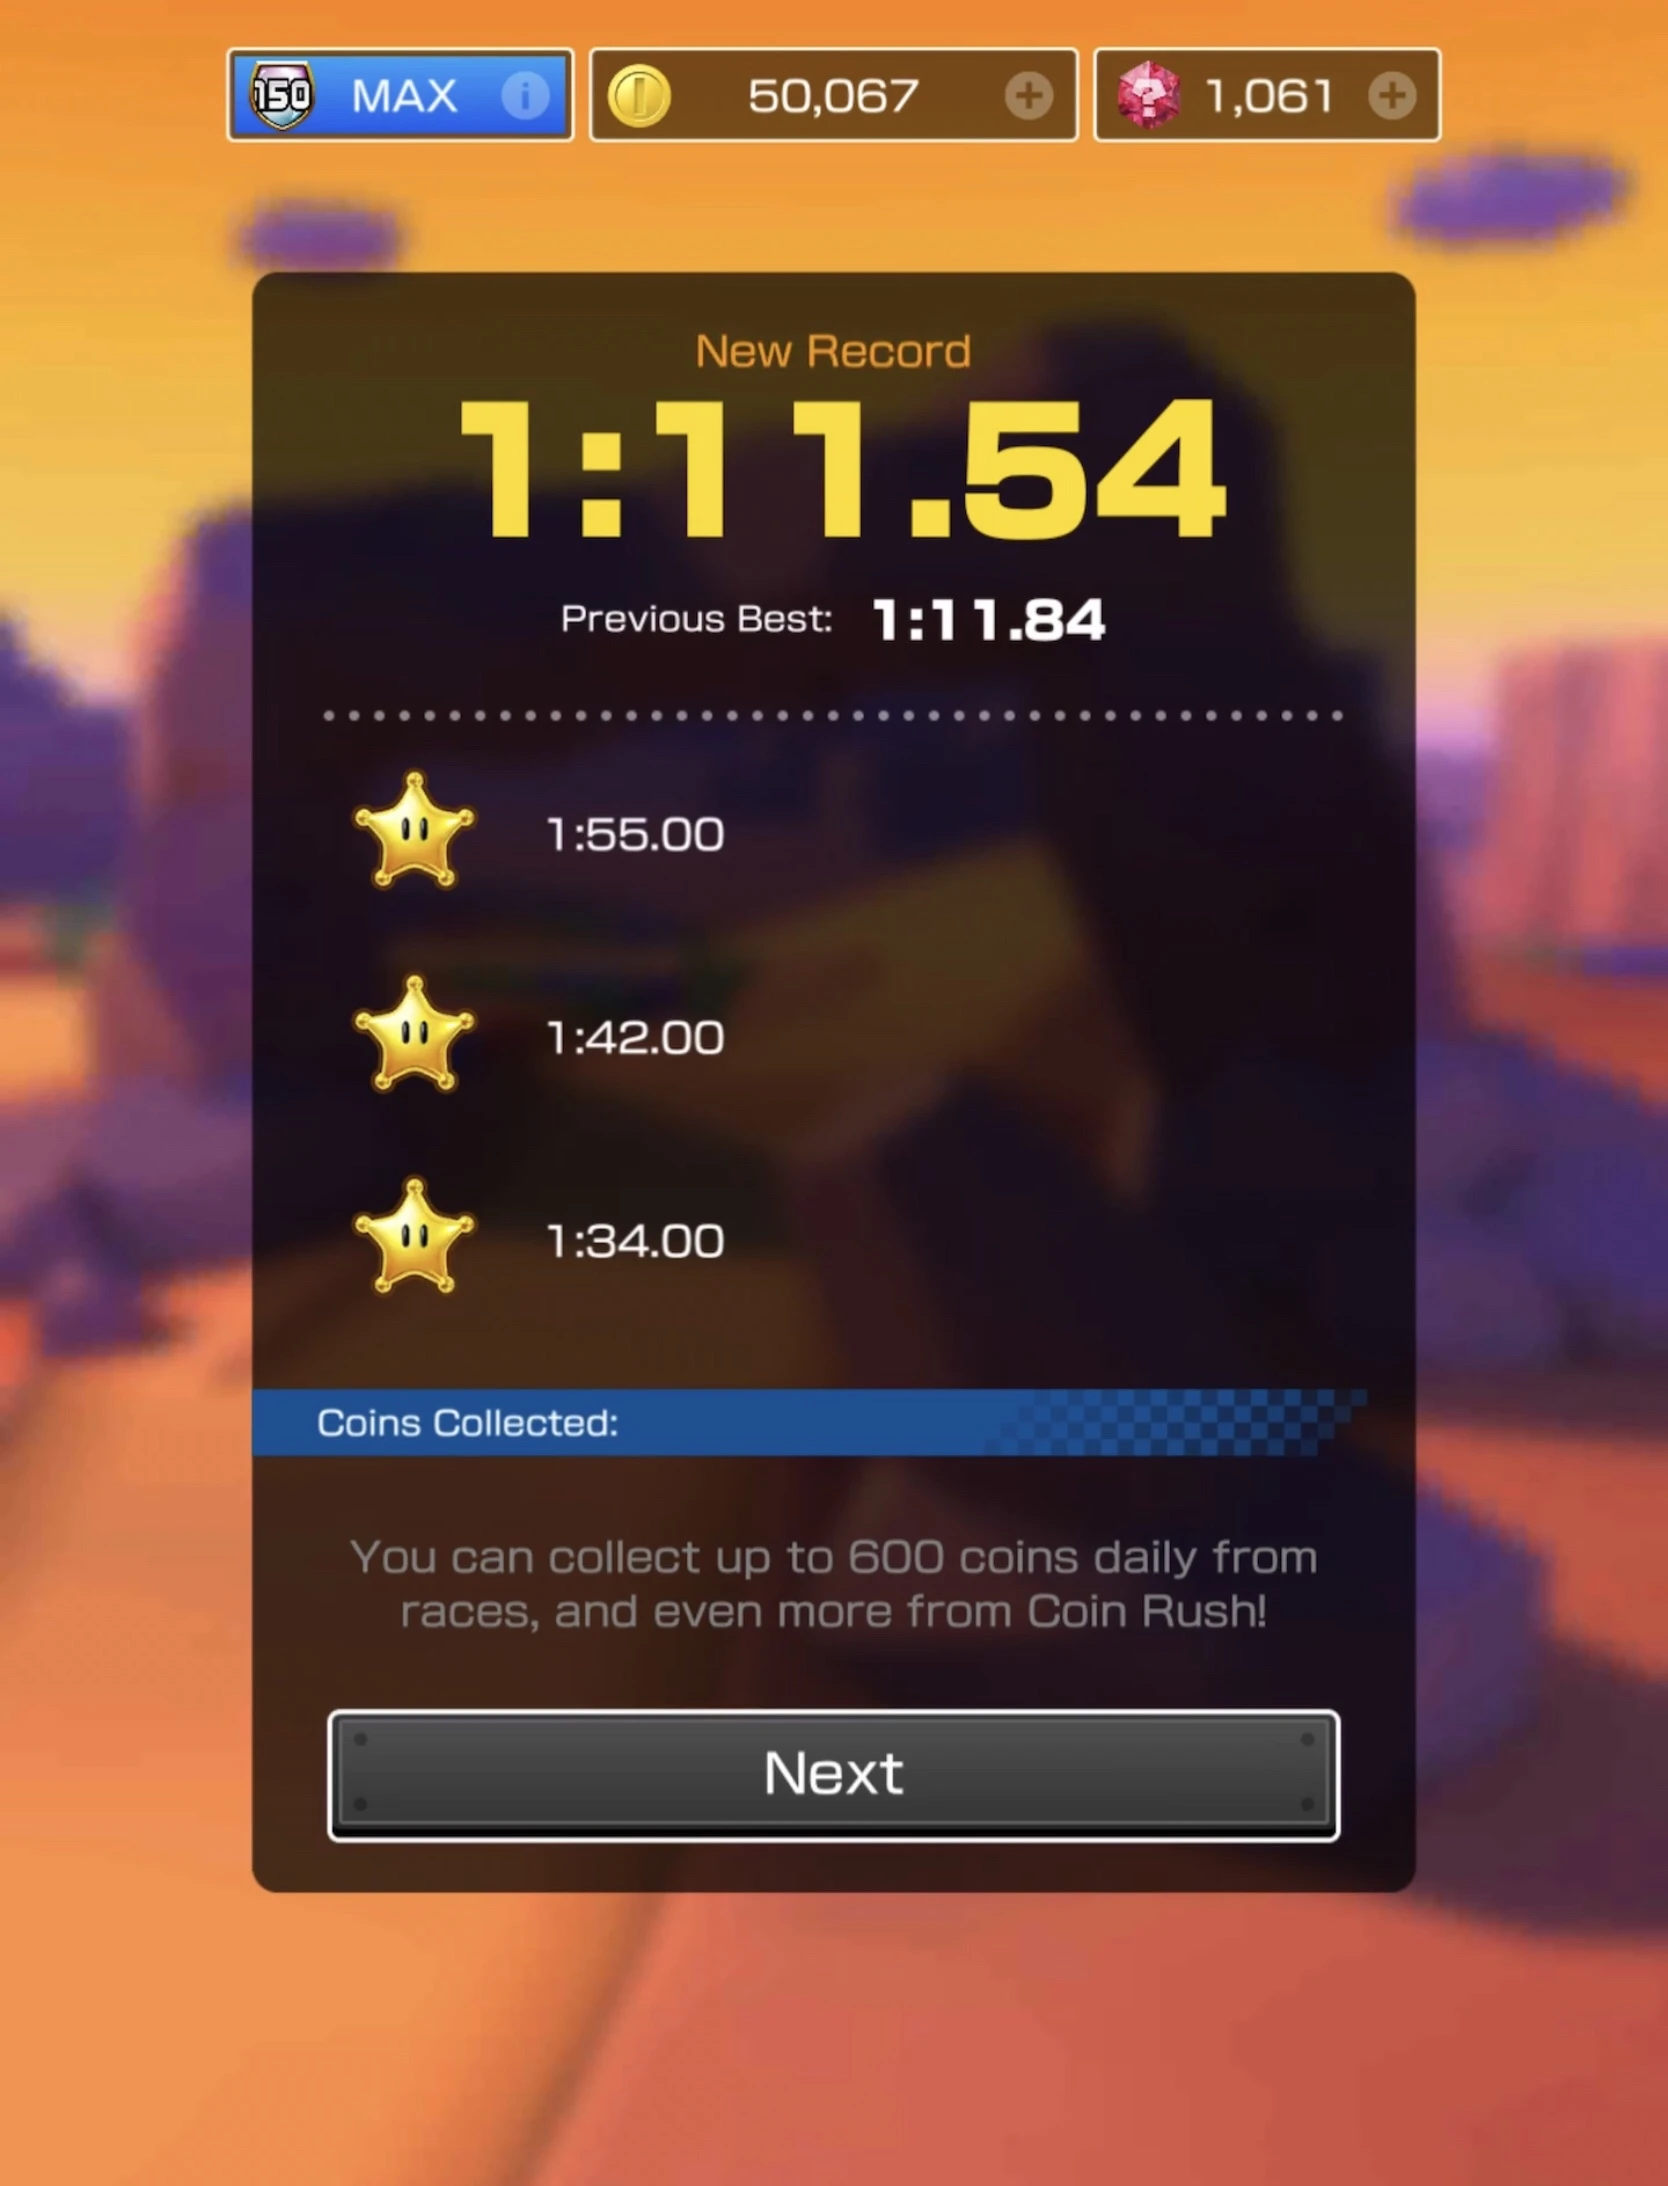 150 MAX i
50,067 +
? 1,061 +
New Record
1:11.54
Previous Best: 1:11.84
1:55.00
1:42.00
1:34.00
Coins Collected:
You can collect up to 600 coins daily from
races, and even more from Coin Rush!
Next